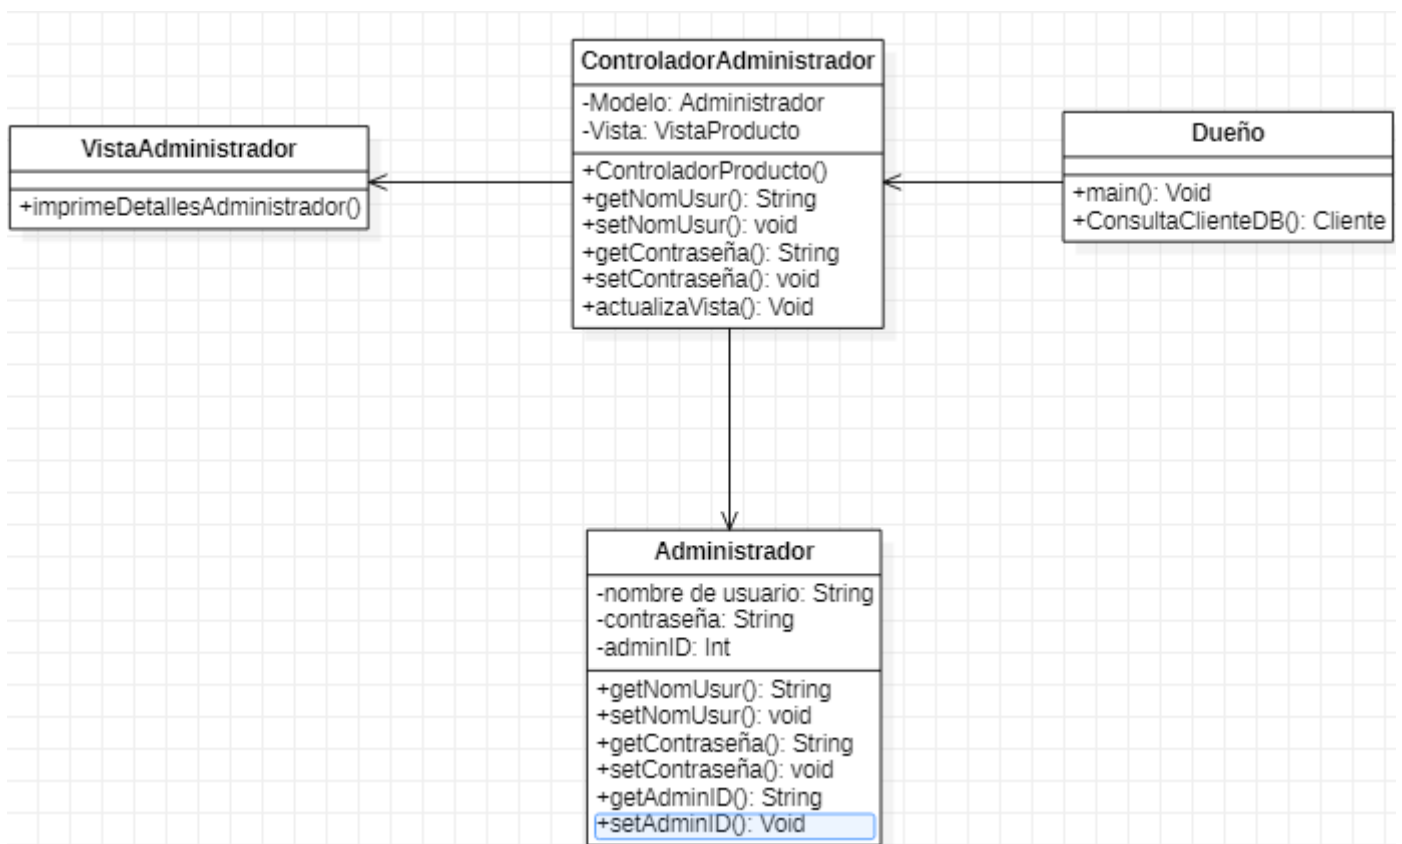 VistaAdministrador
+imprimeDetallesAdministrador()
ControladorAdministrador
-Modelo: Administrador
-Vista: VistaProducto
+ControladorProducto()
+getNomUsur(): String
+setNomUsur(): void
+getContraseña(): String
+setContraseña(): void
+actualizaVista(): Void
Dueño
+main(): Void
+ConsultaClienteDB(): Cliente
Administrador
-nombre de usuario: String
-contraseña: String
-adminID: Int
+getNomUsur(): String
+setNomUsur(): void
+getContraseña(): String
+setContraseña(): void
+getAdminID(): String
+setAdminID(): Void